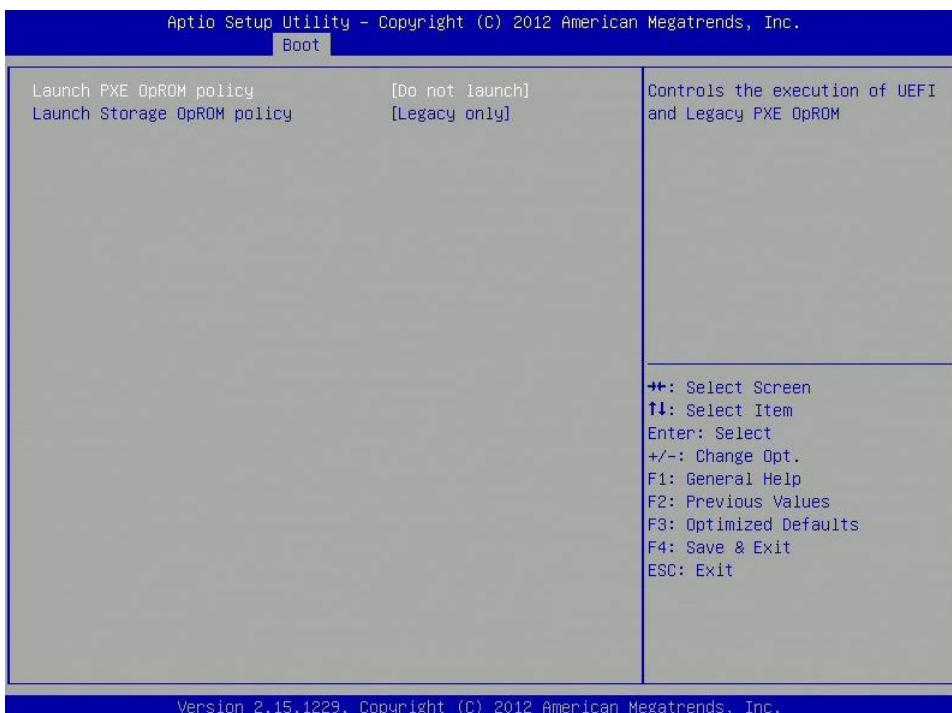 Aptio Setup Utility – Copyright (C) 2012 American Megatrends, Inc.
Boot
Launch PXE OpROM policy [Do not launch]
Launch Storage OpROM policy [Legacy only]
Controls the execution of UEFI
and Legacy PXE OpROM
→←: Select Screen
↑↓: Select Item
Enter: Select
+/-: Change Opt.
F1: General Help
F2: Previous Values
F3: Optimized Defaults
F4: Save & Exit
ESC: Exit
Version 2.15.1229. Copyright (C) 2012 American Megatrends, Inc.